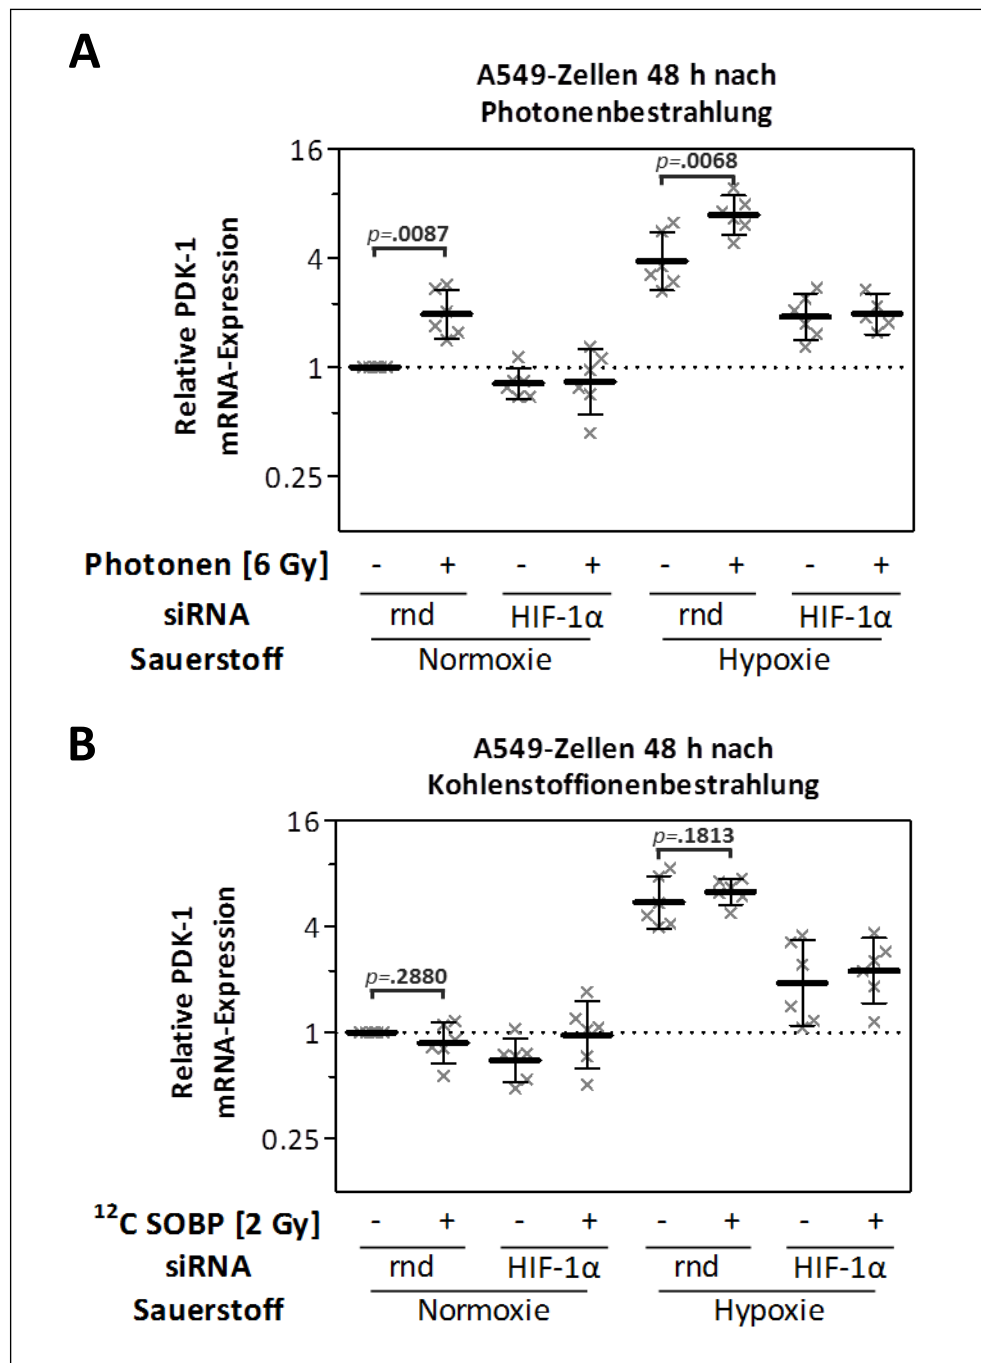 A
A549-Zellen 48 h nach
Photonenbestrahlung
Relative PDK-1
mRNA-Expression
16
4
1
0.25
p=.0087
p=.0068
Photonen [6 Gy] - + - + - + - +
siRNA rnd HIF-1α rnd HIF-1α
Sauerstoff Normoxie Hypoxie
B
A549-Zellen 48 h nach
Kohlenstoffionenbestrahlung
Relative PDK-1
mRNA-Expression
16
4
1
0.25
p=.2880
p=.1813
¹²C SOBP [2 Gy] - + - + - + - +
siRNA rnd HIF-1α rnd HIF-1α
Sauerstoff Normoxie Hypoxie